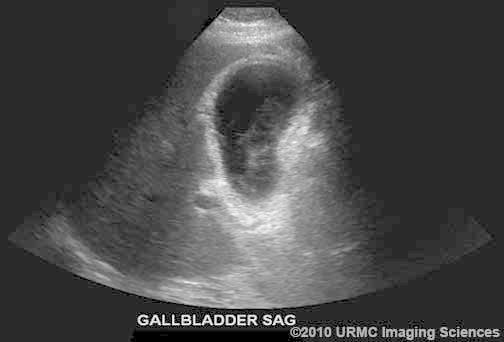 GALLBLADDER SAG
©2010 URMC Imaging Sciences